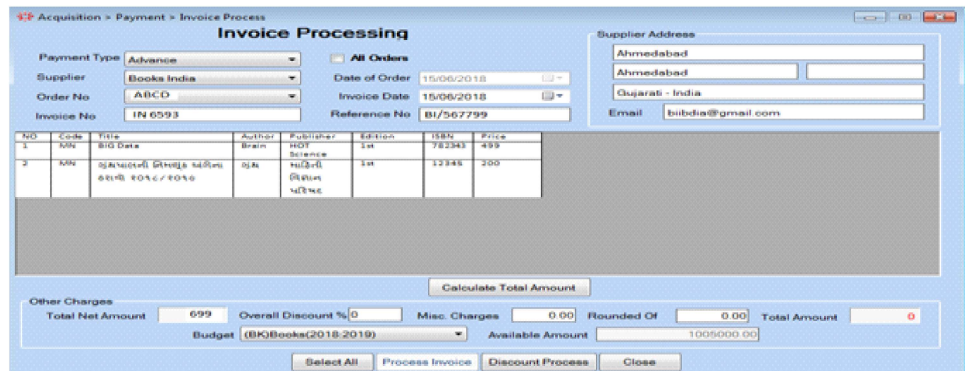 Acquisition > Payment > Invoice Process
Invoice Processing
Payment Type Advance
All Orders
Supplier Books India
Date of Order 15/06/2018
Order No ABCD
Invoice Date 15/06/2018
Invoice No IN 6593
Reference No BI/567799
Supplier Address
Ahmedabad
Ahmedabad
Gujarati - India
Email biibdia@gmail.com
NO Code Title Author Publisher Edition ISBN Price
1 MN BIG Data Brain HOT Science 1st 782343 499
2 MN 1st 12345 200
માહિતી
વિજ્ઞાન
પરિષદ
Calculate Total Amount
Other Charges
Total Net Amount 699 Overall Discount % 0 Misc. Charges 0.00 Rounded Of 0.00 Total Amount 0
Budget (BK)Books(2018-2019) Available Amount 1005000.00
Select All Process Invoice Discount Process Close